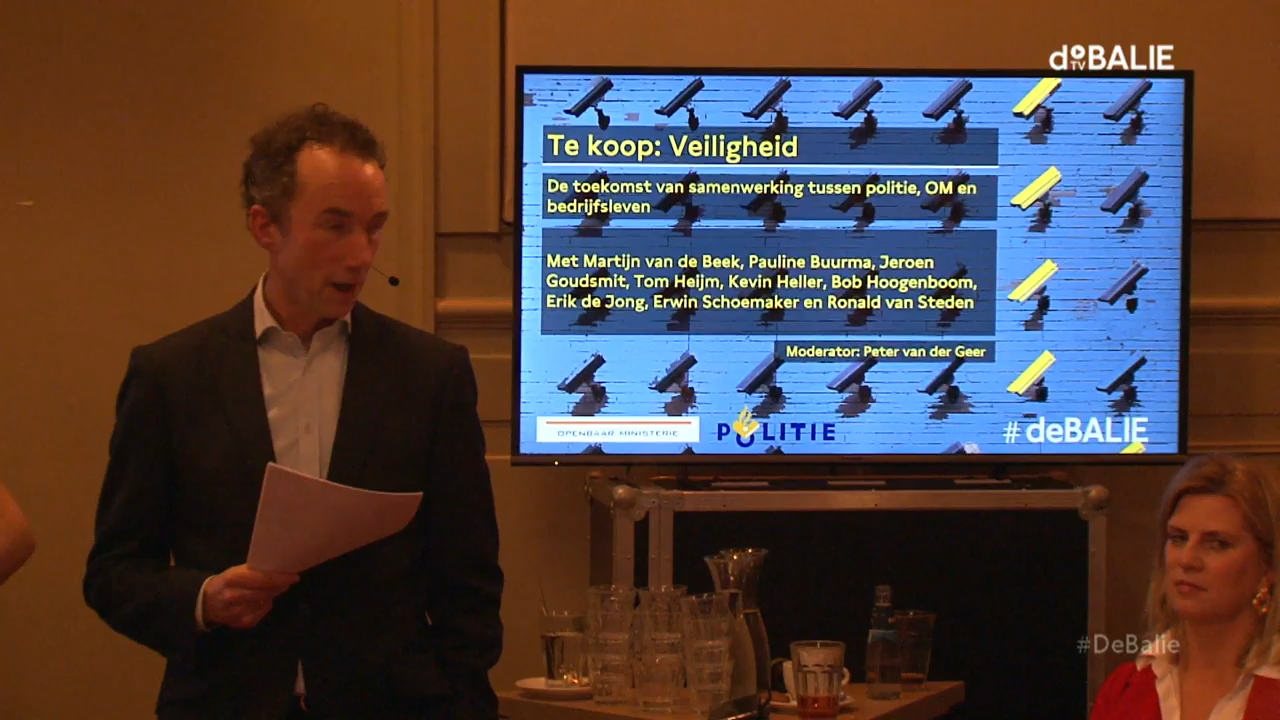 deBALIE
TV
Te koop: Veiligheid
De toekomst van samenwerking tussen politie, OM en
bedrijfsleven
Met Martijn van de Beek, Pauline Buurma, Jeroen
Goudsmit, Tom Heijm, Kevin Heller, Bob Hoogenboom,
Erik de Jong, Erwin Schoemaker en Ronald van Steden
Moderator: Peter van der Geer
OPENBAAR MINISTERIE
POLITIE
#deBALIE
#DeBalie